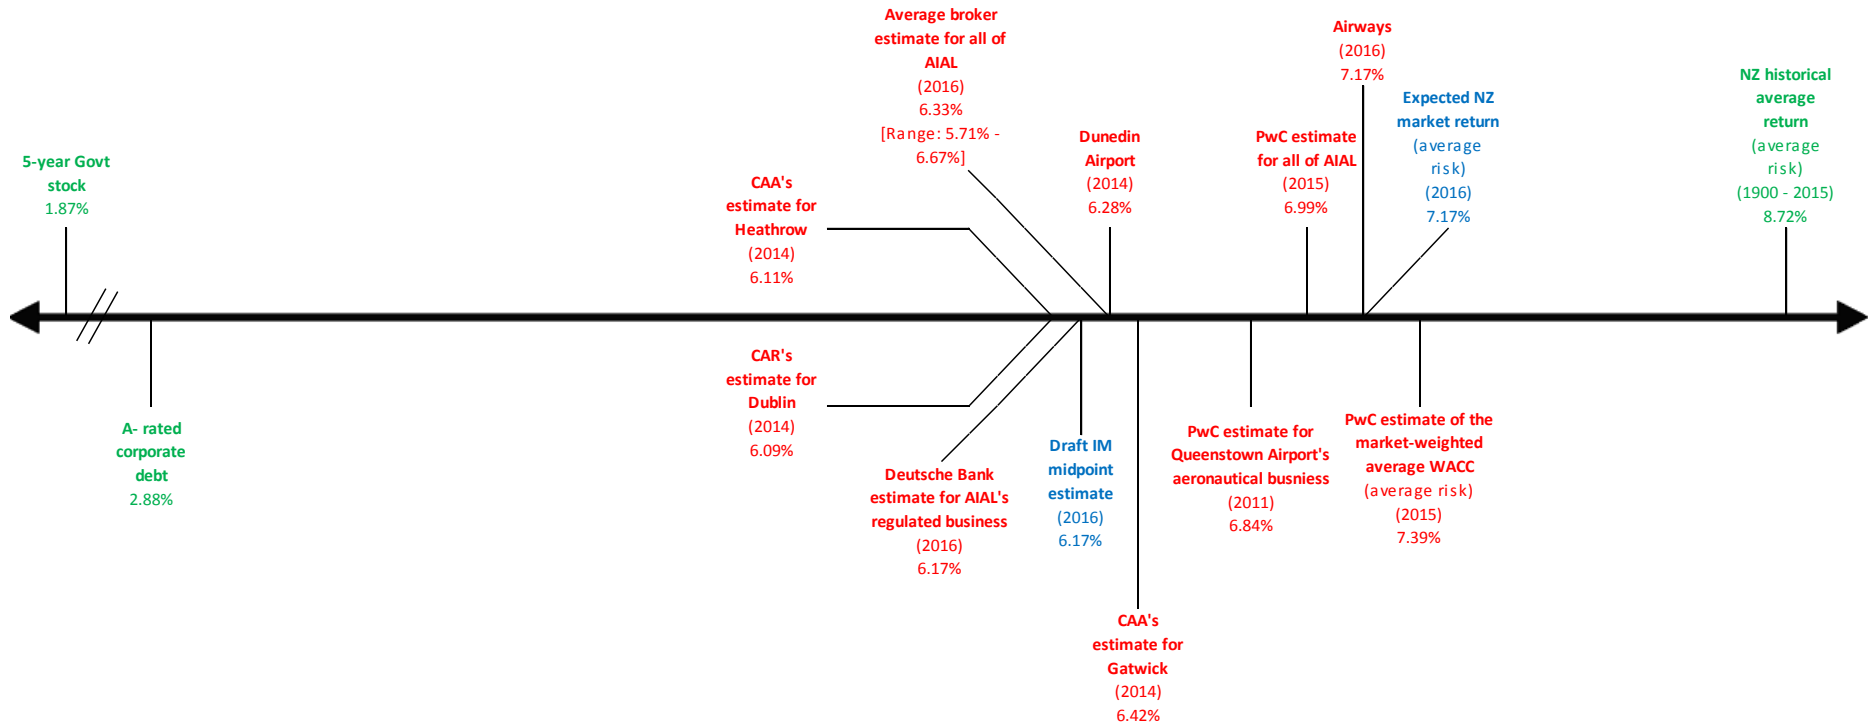 Average broker
estimate for all of
AIAL
(2016)
6.33%
[Range: 5.71% -
6.67%]
Airways
(2016)
7.17%
NZ historical
average
return
(average
risk)
(1900 - 2015)
8.72%
Expected NZ
market return
(average
risk)
(2016)
7.17%
Dunedin
Airport
(2014)
6.28%
PwC estimate
for all of AIAL
(2015)
6.99%
5-year Govt
stock
1.87%
CAA's
estimate for
Heathrow
(2014)
6.11%
CAR's
estimate for
Dublin
(2014)
6.09%
A- rated
corporate
debt
2.88%
Deutsche Bank
estimate for AIAL's
regulated business
(2016)
6.17%
Draft IM
midpoint
estimate
(2016)
6.17%
PwC estimate for
Queenstown Airport's
aeronautical busniess
(2011)
6.84%
PwC estimate of the
market-weighted
average WACC
(average risk)
(2015)
7.39%
CAA's
estimate for
Gatwick
(2014)
6.42%